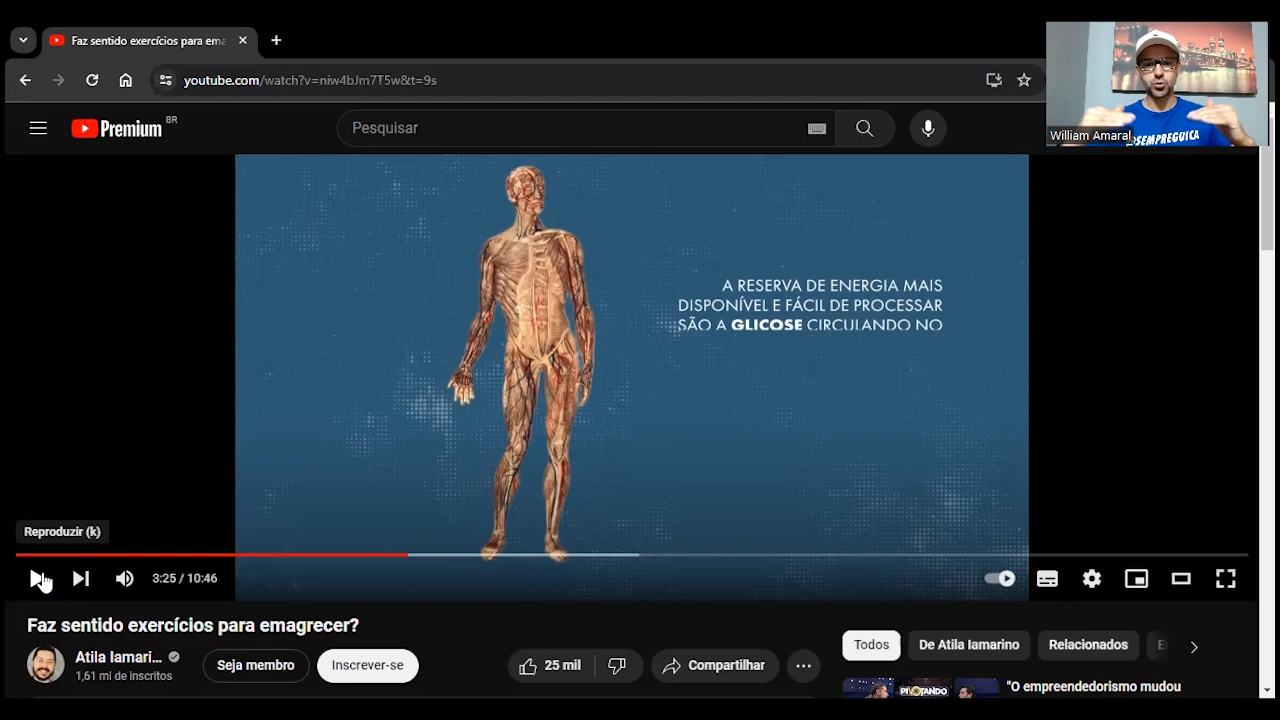 Faz sentido exercícios para ema
youtube.com/watch?v=niw4bJm7T5w&t=9s
Premium BR
Pesquisar
William Amaral
OSEMPREGUIÇA
A RESERVA DE ENERGIA MAIS
DISPONÍVEL E FÁCIL DE PROCESSAR
SÃO A GLICOSE CIRCULANDO NO
Reproduzir (k)
3:25 / 10:46
Faz sentido exercícios para emagrecer?
Atila Iamari...
1,61 mi de inscritos
Seja membro
Inscrever-se
25 mil
Compartilhar
Todos
De Atila Iamarino
Relacionados
PIVOTANDO
"O empreendedorismo mudou